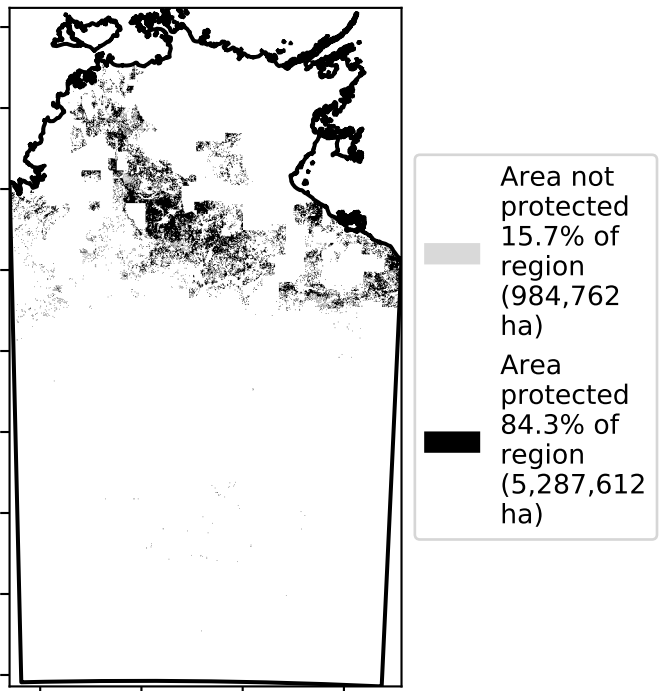 Area not
protected
15.7% of
region
(984,762
ha)
Area
protected
84.3% of
region
(5,287,612
ha)